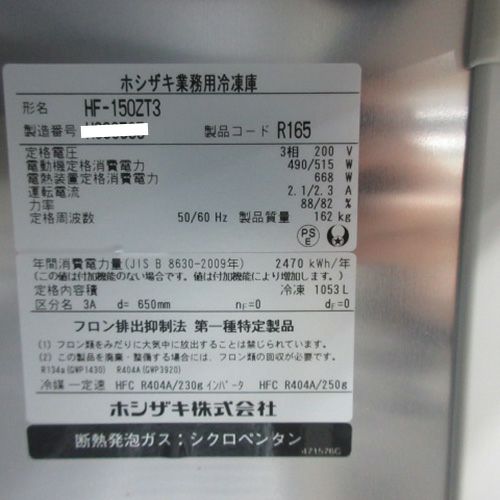 ホシザキ業務用冷凍庫
形名 HF-150ZT3
製造番号 製品コード R165
定格電圧 3相 200 V
電動機定格消費電力 490/515 W
電熱装置定格消費電力 668 W
運転電流 2.1/2.3 A
力率 88/82 %
定格周波数 50/60 Hz 製品質量 162 kg
PS E
年間消費電力量(JIS B 8630-2009年) 2470 kWh/年
(この値は付加機能のない場合です。値は付加機能により増加します。)
定格内容積 冷凍 1053 L
区分名 3A d= 650mm nF=0 dF=0
フロン排出抑制法 第一種特定製品
(1) フロン類をみだりに大気中に放出することは禁じられています。
(2) この製品を廃棄・整備する場合には、フロン類の回収が必要です。
R134a(GWP1430) R404A(GWP3920)
冷媒 一定速 HFC R404A/230g インバータ HFC R404A/250g
ホシザキ株式会社
断熱発泡ガス：シクロペンタン
471576G